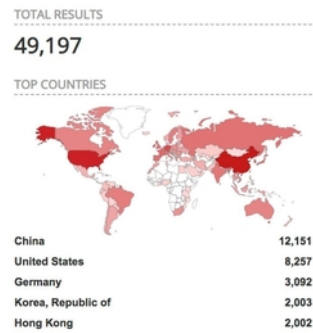 TOTAL RESULTS
49,197
TOP COUNTRIES
China 12,151
United States 8,257
Germany 3,092
Korea, Republic of 2,003
Hong Kong 2,002